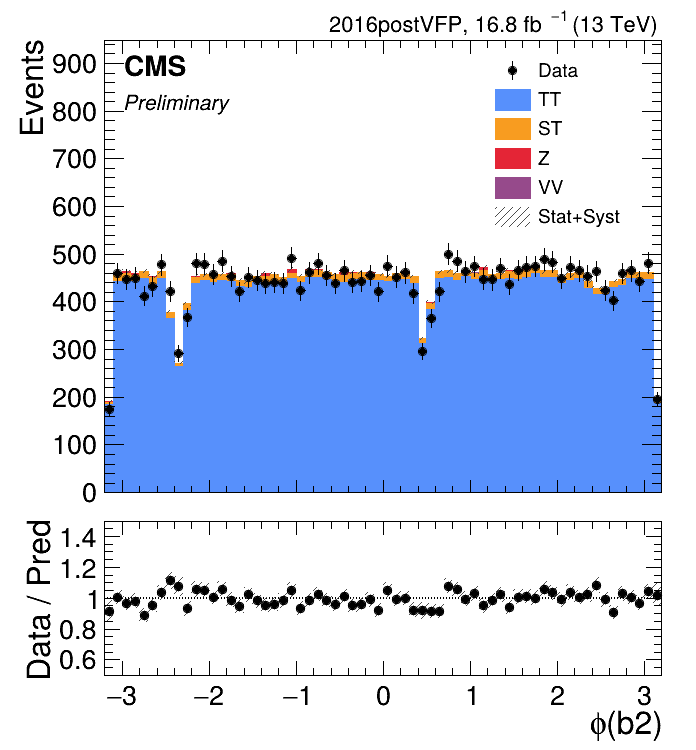 2016postVFP, 16.8 fb⁻¹ (13 TeV)
CMS
Preliminary
Data
TT
ST
Z
VV
Stat+Syst
Events
900
800
700
600
500
400
300
200
100
0
Data / Pred
1.4
1.2
1
0.8
0.6
−3 −2 −1 0 1 2 3
ϕ(b2)